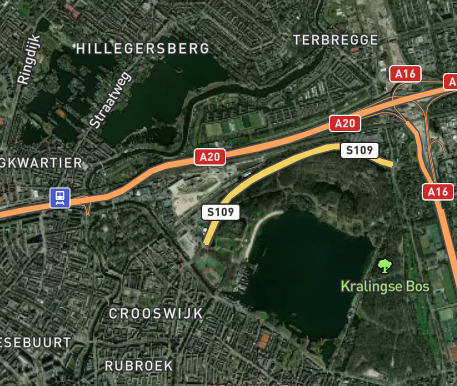 TERBREGGE
HILLEGERSBERG
Ringdijk
Straatweg
A16
A20
A20
S109
GKWARTIER
A16
S109
Kralingse Bos
CROOSWIJK
ESEBUURT
RUBROEK